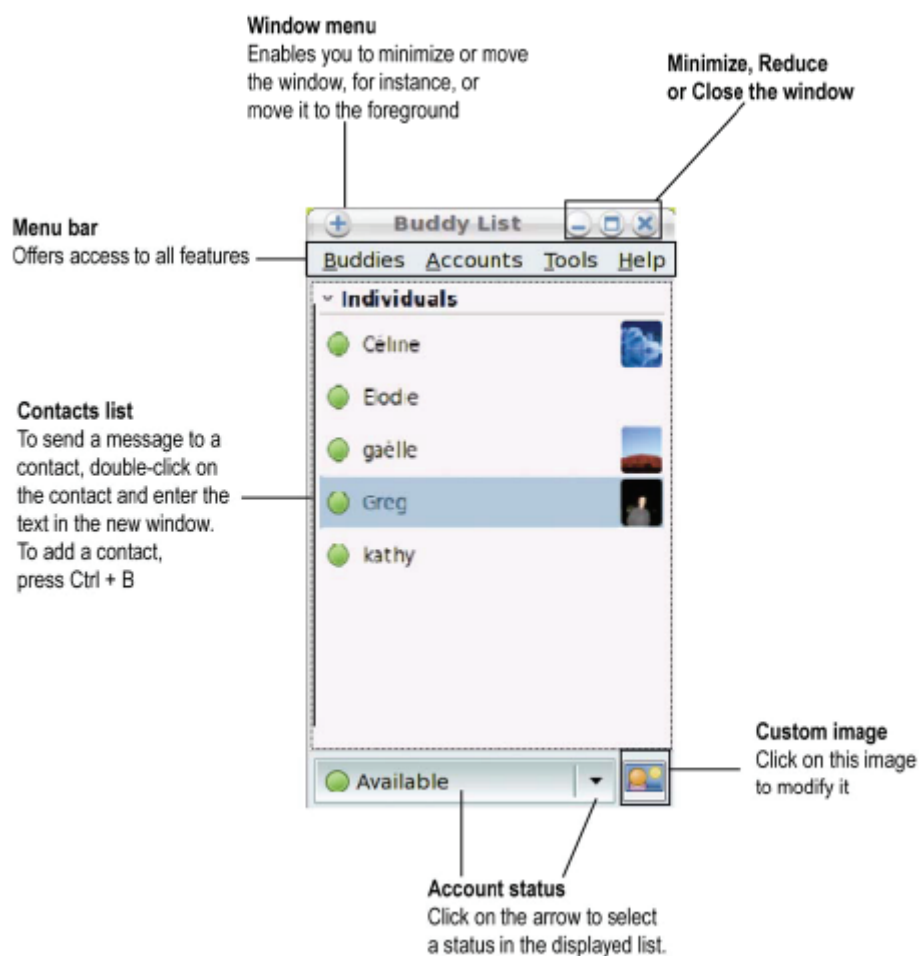 Window menu
Enables you to minimize or move
the window, for instance, or
move it to the foreground
Minimize, Reduce
or Close the window
Menu bar
Offers access to all features
Buddy List
Buddies Accounts Tools Help
Individuals
Céline
Elodie
gaëlle
Greg
kathy
Contacts list
To send a message to a
contact, double-click on
the contact and enter the
text in the new window.
To add a contact,
press Ctrl + B
Available
Custom image
Click on this image
to modify it
Account status
Click on the arrow to select
a status in the displayed list.